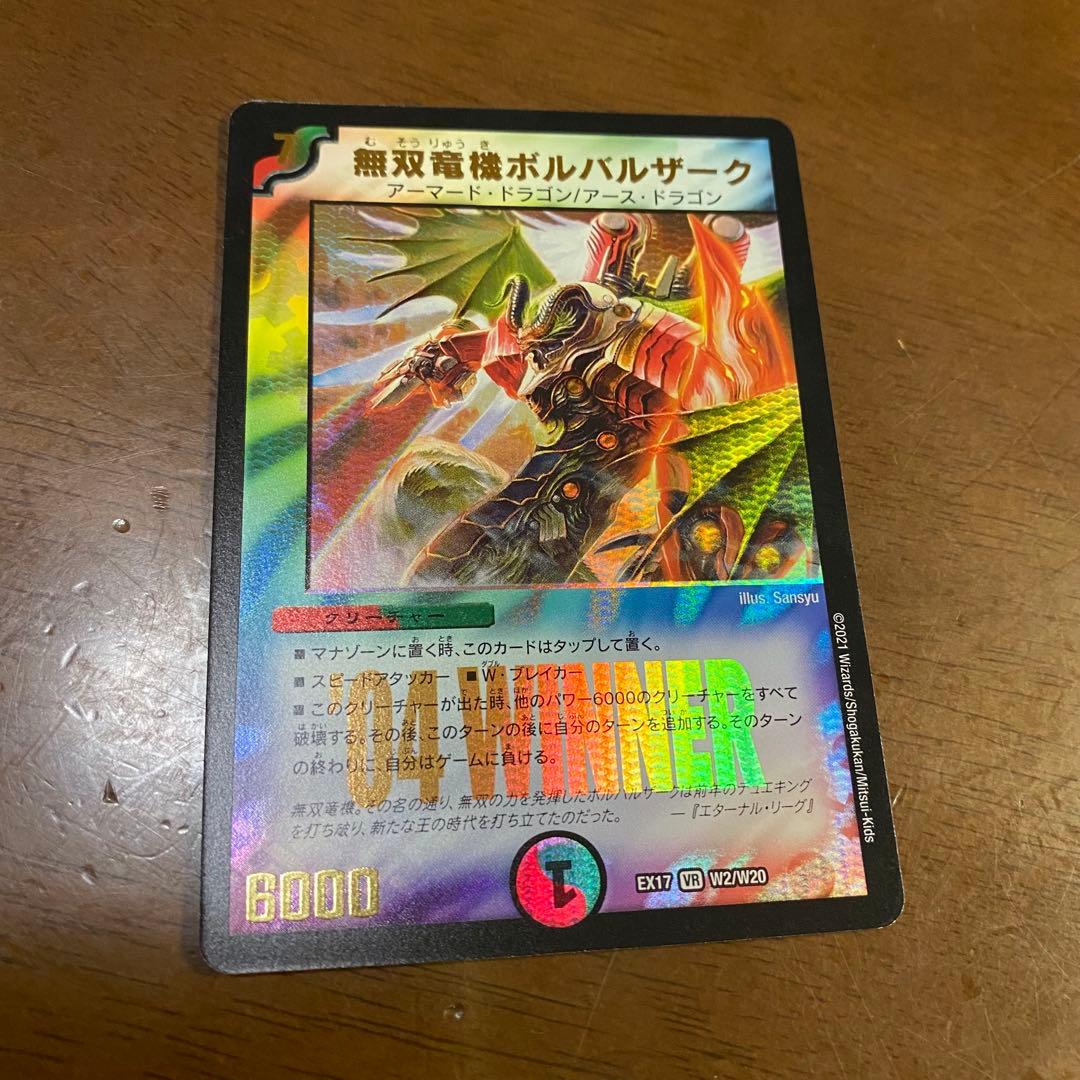 7
む そう りゅう き
無双竜機ボルバルザーク
アーマード・ドラゴン/アース・ドラゴン
illus. Sansyu
クリーチャー
■ マナゾーンに置く時、このカードはタップして置く。
■ スピードアタッカー ■W・ブレイカー
■ このクリーチャーが出た時、他のパワー6000のクリーチャーをすべて
破壊する。その後、このターンの後に自分のターンを追加する。そのターン
の終わりに、自分はゲームに負ける。
'04 WINNER
無双竜機。その名の通り、無双の力を発揮したボルバルザークは前年のデュエキング
を打ち破り、新たな王の時代を打ち立てたのだった。 ―『エターナル・リーグ』
6000
1
EX17 VR W2/W20
©2021 Wizards/Shogakukan/Mitsui-Kids